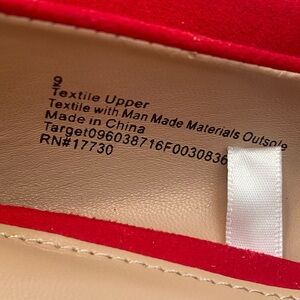 9
Textile Upper
Textile with Man Made Materials Outsole
Made in China
Target096038716F0030836
RN#17730